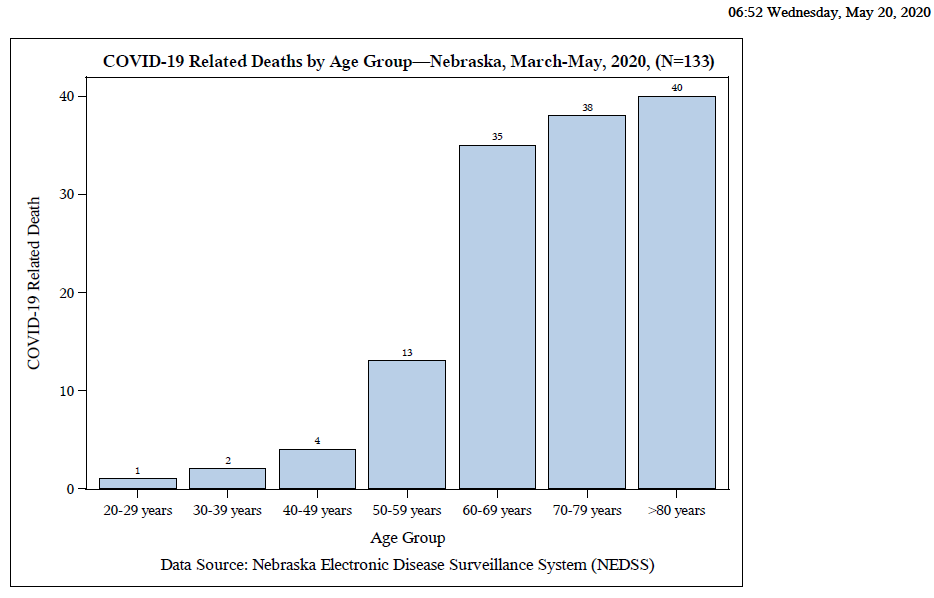 06:52 Wednesday, May 20, 2020
COVID-19 Related Deaths by Age Group—Nebraska, March-May, 2020, (N=133)
COVID-19 Related Death
40
30
20
10
0
1
2
4
13
35
38
40
20-29 years 30-39 years 40-49 years 50-59 years 60-69 years 70-79 years >80 years
Age Group
Data Source: Nebraska Electronic Disease Surveillance System (NEDSS)